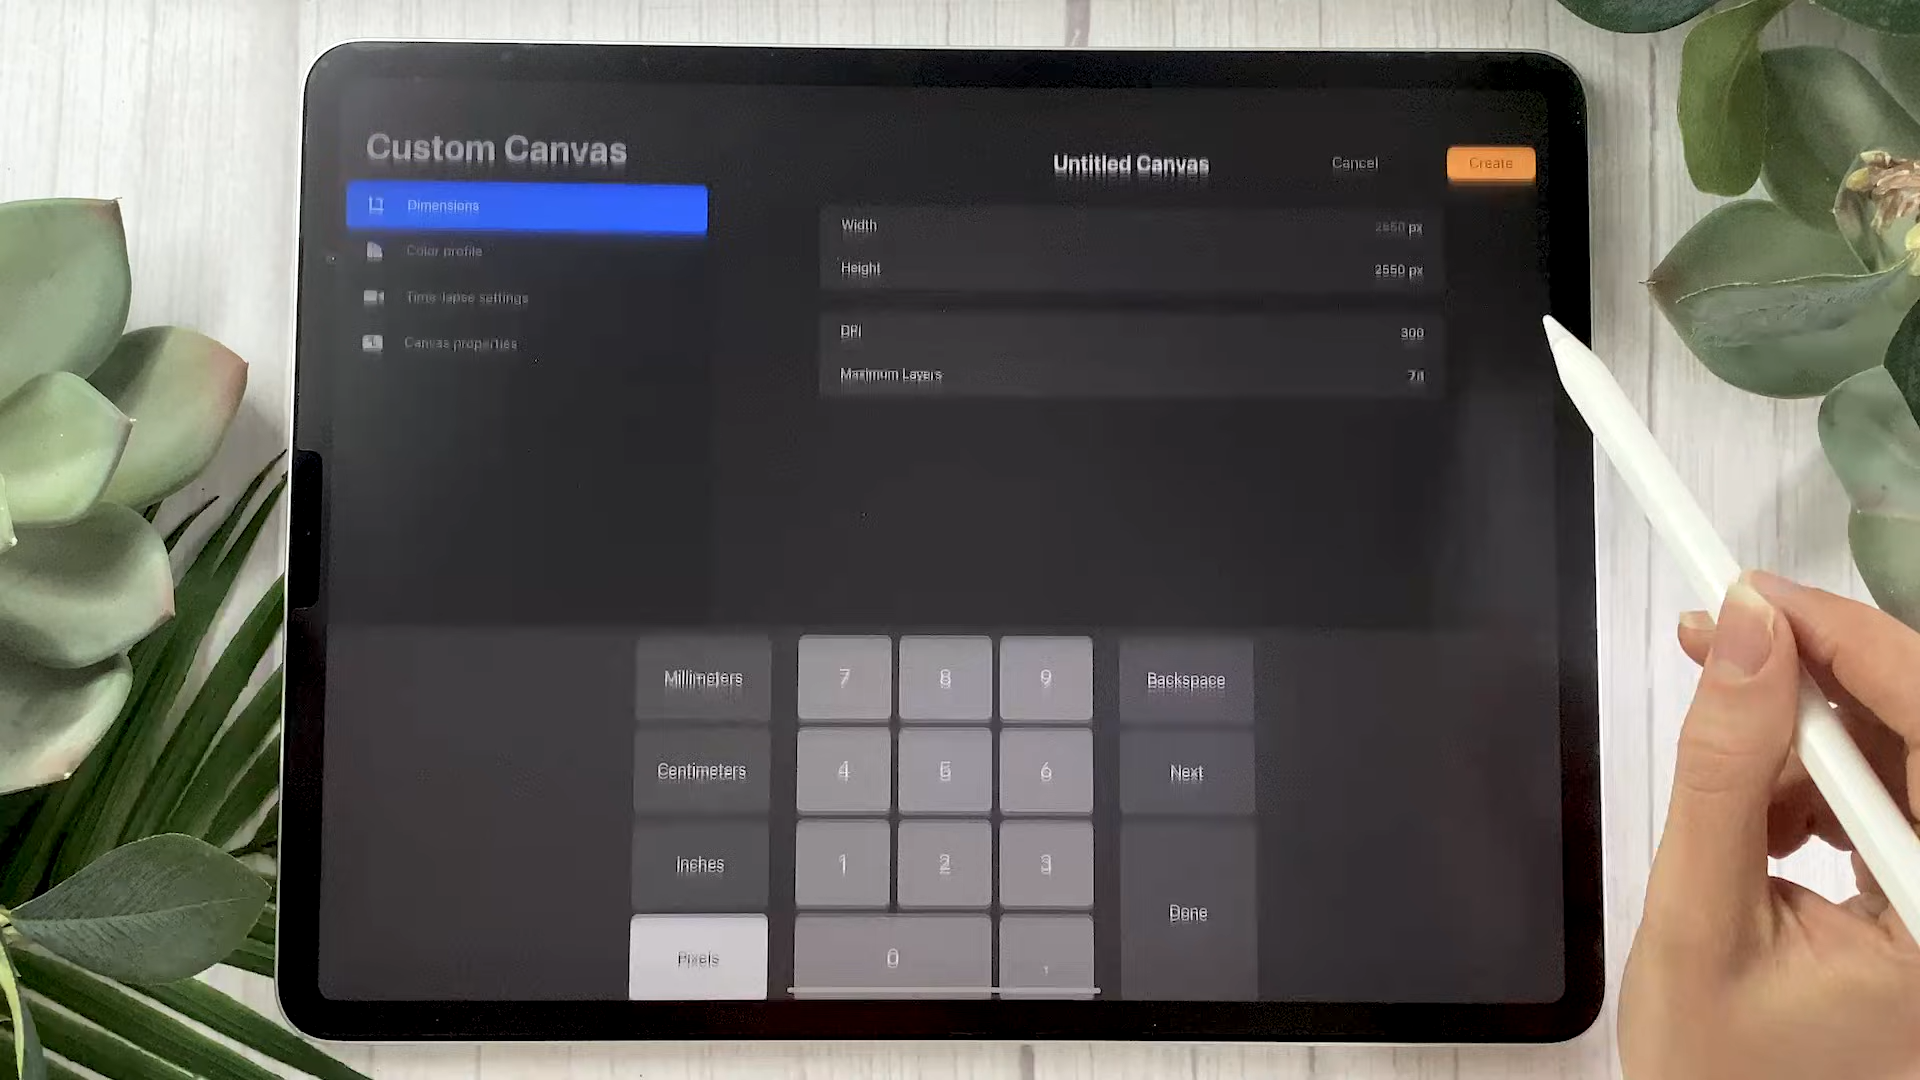 Custom Canvas
Untitled Canvas
Cancel
Create
Dimensions
Color profile
Time-lapse settings
Canvas properties
Width
px
Height
2550 px
DPI
300
Maximum Layers
Millimeters
7
8
9
Backspace
Centimeters
4
5
6
Next
Inches
1
2
3
Done
Pixels
0